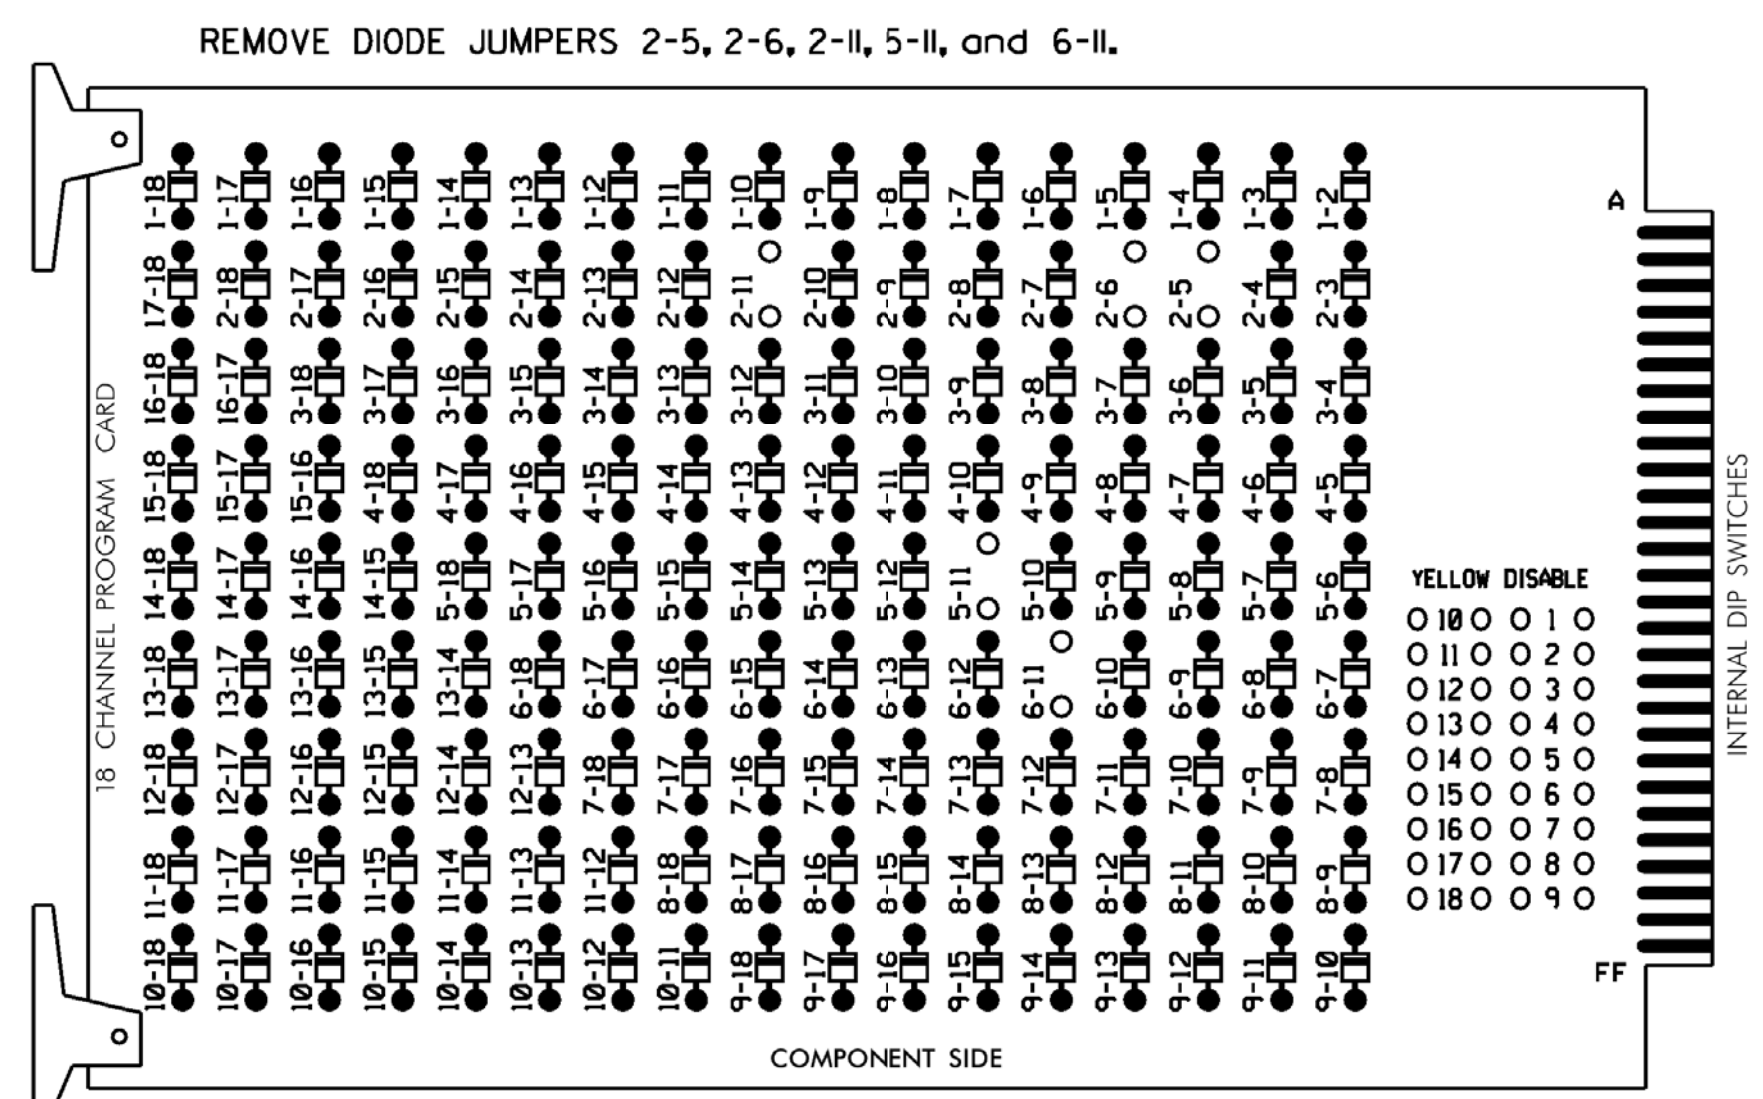 REMOVE DIODE JUMPERS 2-5, 2-6, 2-11, 5-11, and 6-11.
1-18 1-17 1-16 1-15 1-14 1-13 1-12 1-11 1-10 1-9 1-8 1-7 1-6 1-5 1-4 1-3 1-2
A
17-18 2-18 2-17 2-16 2-15 2-14 2-13 2-12 2-11 2-10 2-9 2-8 2-7 2-6 2-5 2-4 2-3
16-18 16-17 3-18 3-17 3-16 3-15 3-14 3-13 3-12 3-11 3-10 3-9 3-8 3-7 3-6 3-5 3-4
15-18 15-17 15-16 4-18 4-17 4-16 4-15 4-14 4-13 4-12 4-11 4-10 4-9 4-8 4-7 4-6 4-5
14-18 14-17 14-16 14-15 5-18 5-17 5-16 5-15 5-14 5-13 5-12 5-11 5-10 5-9 5-8 5-7 5-6
13-18 13-17 13-16 13-15 13-14 6-18 6-17 6-16 6-15 6-14 6-13 6-12 6-11 6-10 6-9 6-8 6-7
12-18 12-17 12-16 12-15 12-14 12-13 7-18 7-17 7-16 7-15 7-14 7-13 7-12 7-11 7-10 7-9 7-8
11-18 11-17 11-16 11-15 11-14 11-13 11-12 8-18 8-17 8-16 8-15 8-14 8-13 8-12 8-11 8-10 8-9
10-18 10-17 10-16 10-15 10-14 10-13 10-12 10-11 9-18 9-17 9-16 9-15 9-14 9-13 9-12 9-11 9-10
18 CHANNEL PROGRAM CARD
YELLOW DISABLE
10 1
11 2
12 3
13 4
14 5
15 6
16 7
17 8
18 9
FF
INTERNAL DIP SWITCHES
COMPONENT SIDE